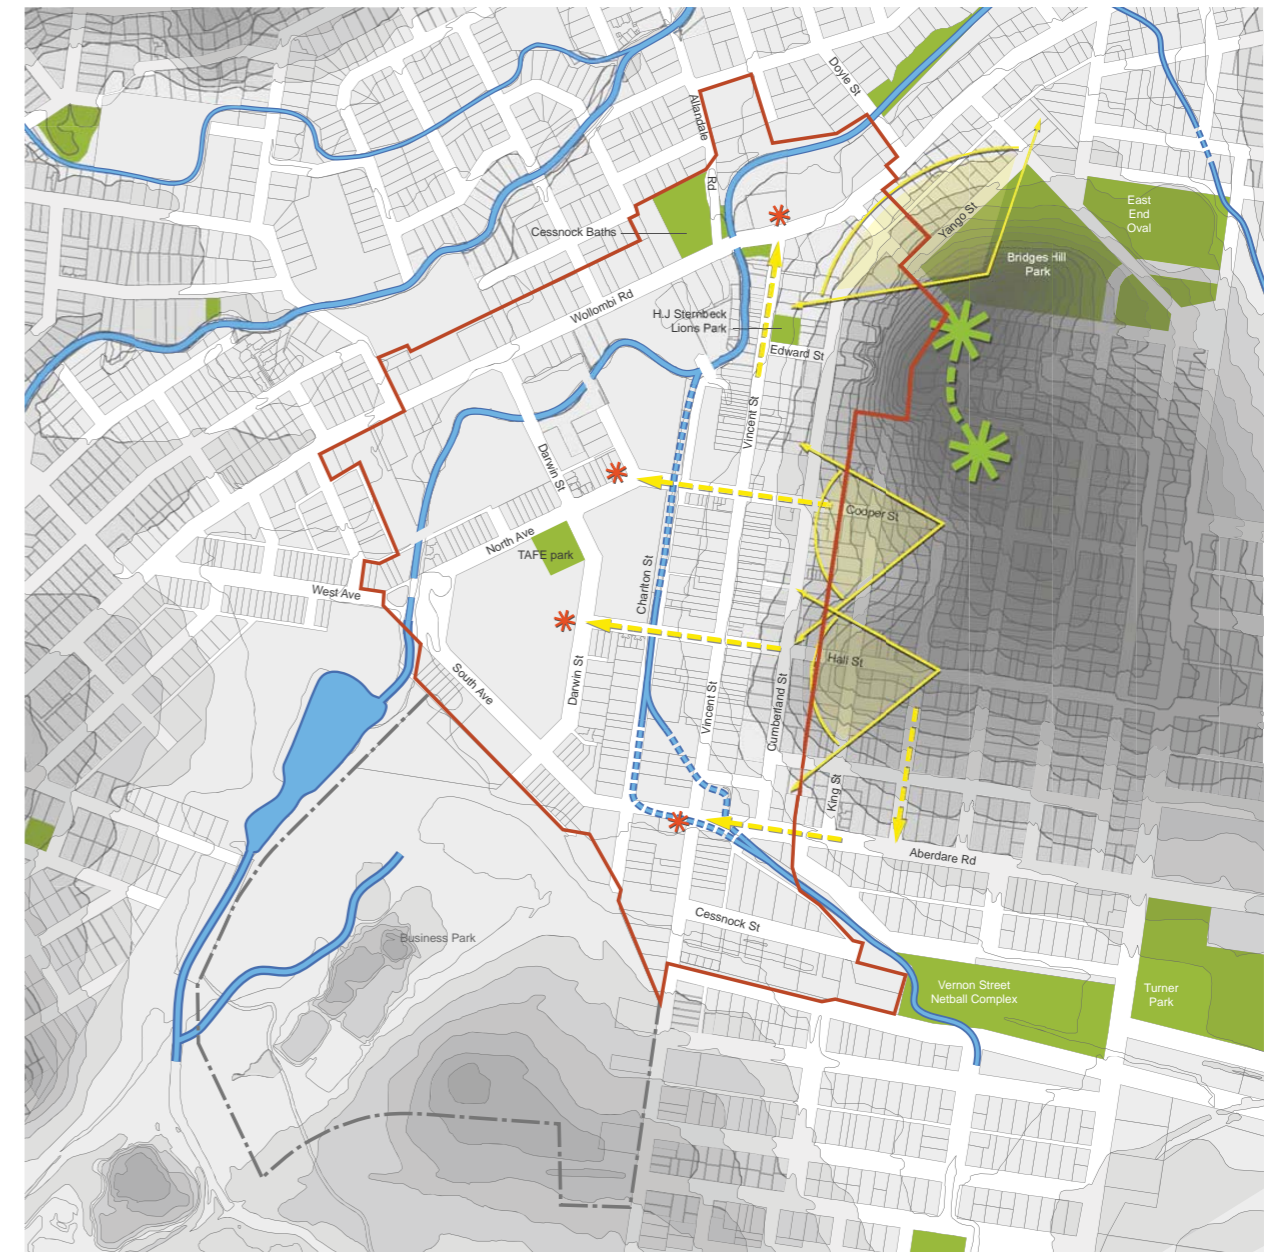 Doyle St
Allandale
Rd
Cessnock Baths
East
End
Oval
Yango St
Bridges Hill
Park
Wollombi Rd
H.J Sternbeck
Lions Park
Edward St
Vincent St
Darwin St
Cooper St
North Ave
TAFE park
Charlton St
West Ave
Hall St
South Ave
Darwin St
Vincent St
Cumberland St
King St
Aberdare Rd
Cessnock St
Business Park
Vernon Street
Netball Complex
Turner
Park